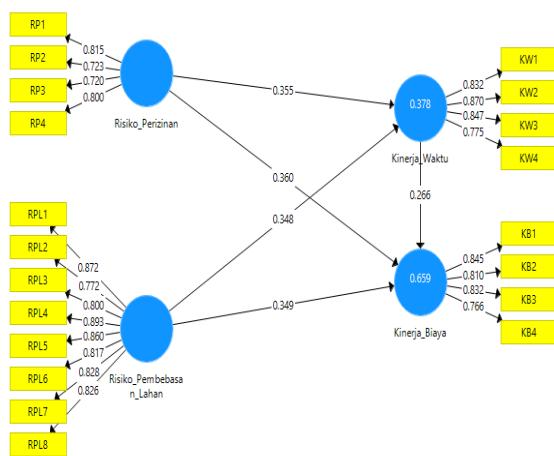 RP1
RP2
RP3
RP4
0.815
0.723
0.720
0.800
Risiko_Perizinan
0.355
0.360
0.348
0.349
0.378
Kinerja_Waktu
0.832
0.870
0.847
0.775
KW1
KW2
KW3
KW4
0.266
RPL1
RPL2
RPL3
RPL4
RPL5
RPL6
RPL7
RPL8
0.872
0.772
0.800
0.893
0.860
0.817
0.828
0.826
Risiko_Pembebasa
n_Lahan
0.659
Kinerja_Biaya
0.845
0.810
0.832
0.766
KB1
KB2
KB3
KB4